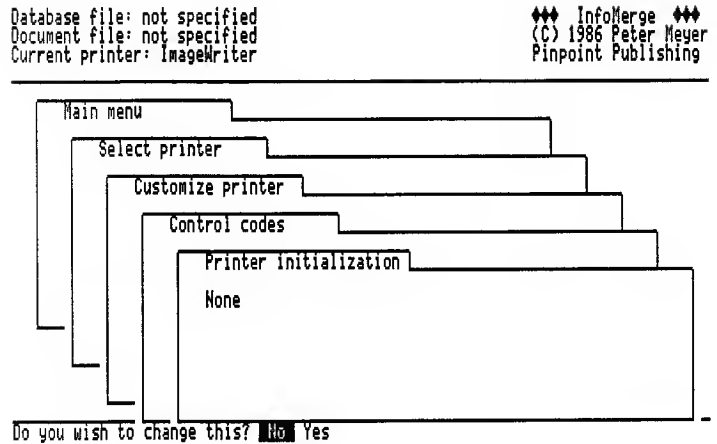 Database file: not specified
Document file: not specified
Current printer: ImageWriter
♦♦♦ InfoMerge ♦♦♦
(C) 1986 Peter Meyer
Pinpoint Publishing
Main menu
Select printer
Customize printer
Control codes
Printer initialization
None
Do you wish to change this? No Yes